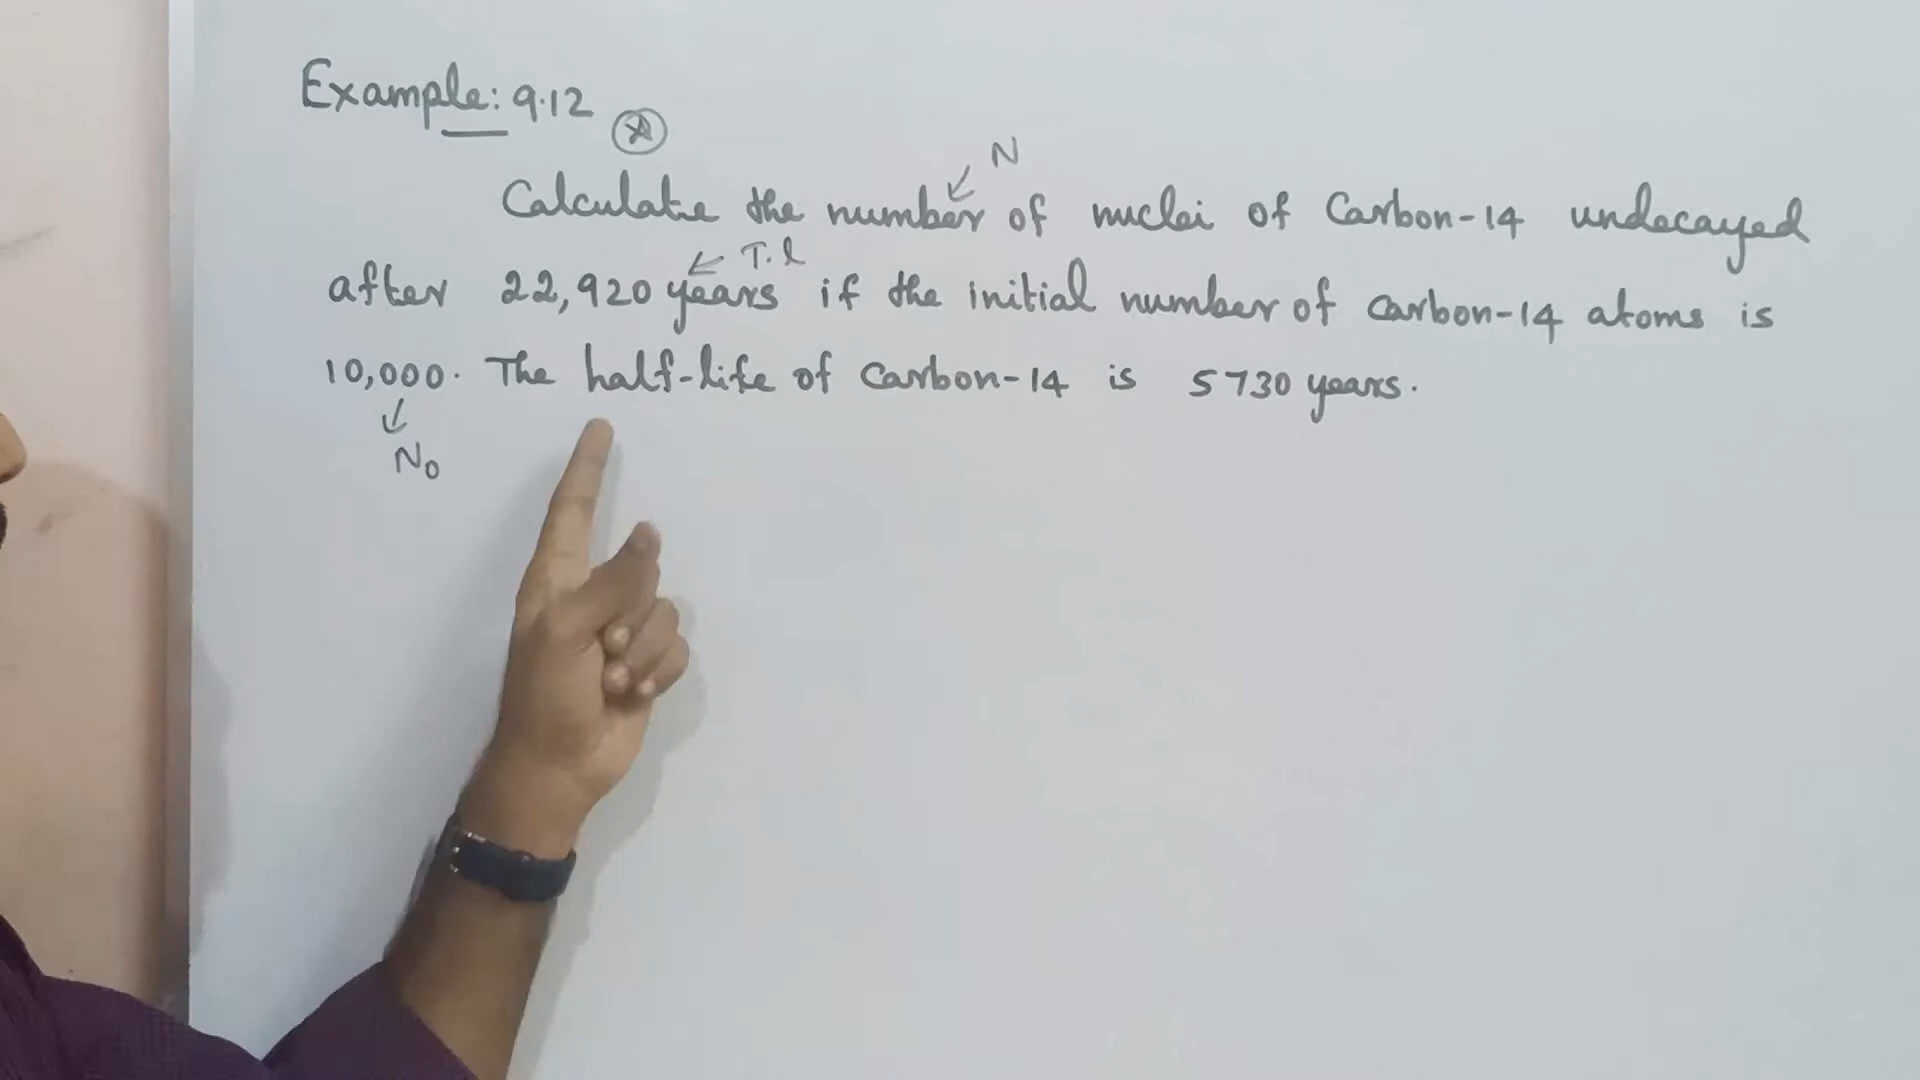 Example: 9.12
N
Calculate the number of nuclei of Carbon-14 undecayed
T.l
after 22,920 years if the initial number of carbon-14 atoms is
10,000. The half-life of carbon-14 is 5730 years.
N₀